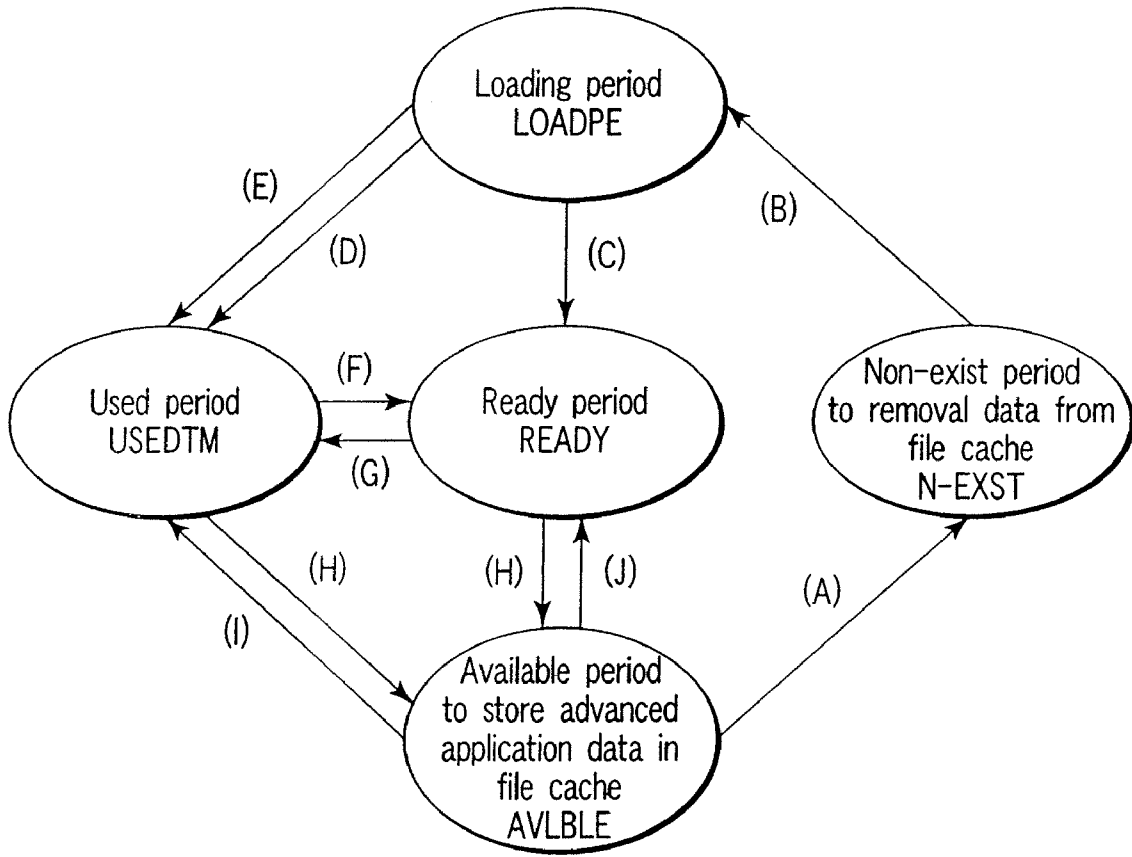 Loading period
LOADPE
(E)
(D)
(C)
(B)
Used period
USEDTM
(F)
(G)
Ready period
READY
Non-exist period
to removal data from
file cache
N-EXST
(H)
(I)
(H)
(J)
(A)
Available period
to store advanced
application data in
file cache
AVLBLE